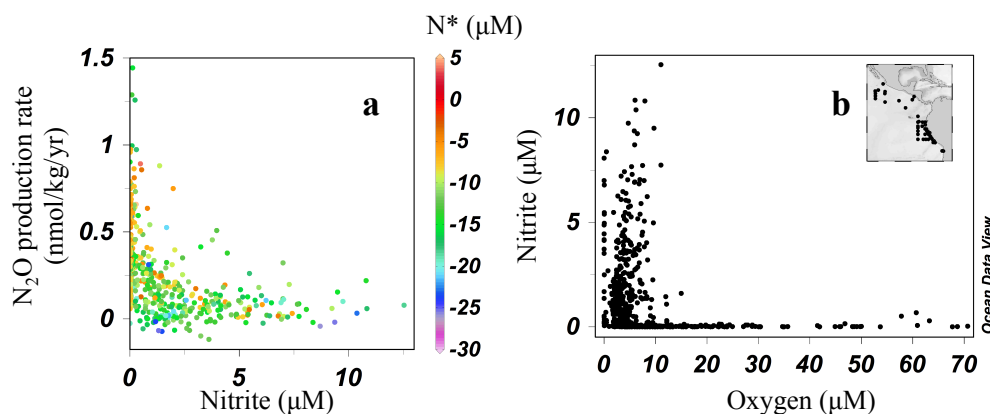 N* (μM)
a
N₂O production rate
(nmol/kg/yr)
1.5
1
0.5
0
0
5
10
Nitrite (μM)
5
0
-5
-10
-15
-20
-25
-30
b
Nitrite (μM)
10
5
0
0
10
20
30
40
50
60
70
Oxygen (μM)
Ocean Data View